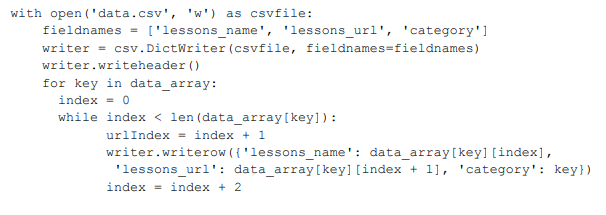 with open('data.csv', 'w') as csvfile:
    fieldnames = ['lessons_name', 'lessons_url', 'category']
    writer = csv.DictWriter(csvfile, fieldnames=fieldnames)
    writer.writeheader()
    for key in data_array:
      index = 0
      while index < len(data_array[key]):
            urlIndex = index + 1
            writer.writerow({'lessons_name': data_array[key][index],
             'lessons_url': data_array[key][index + 1], 'category': key})
            index = index + 2